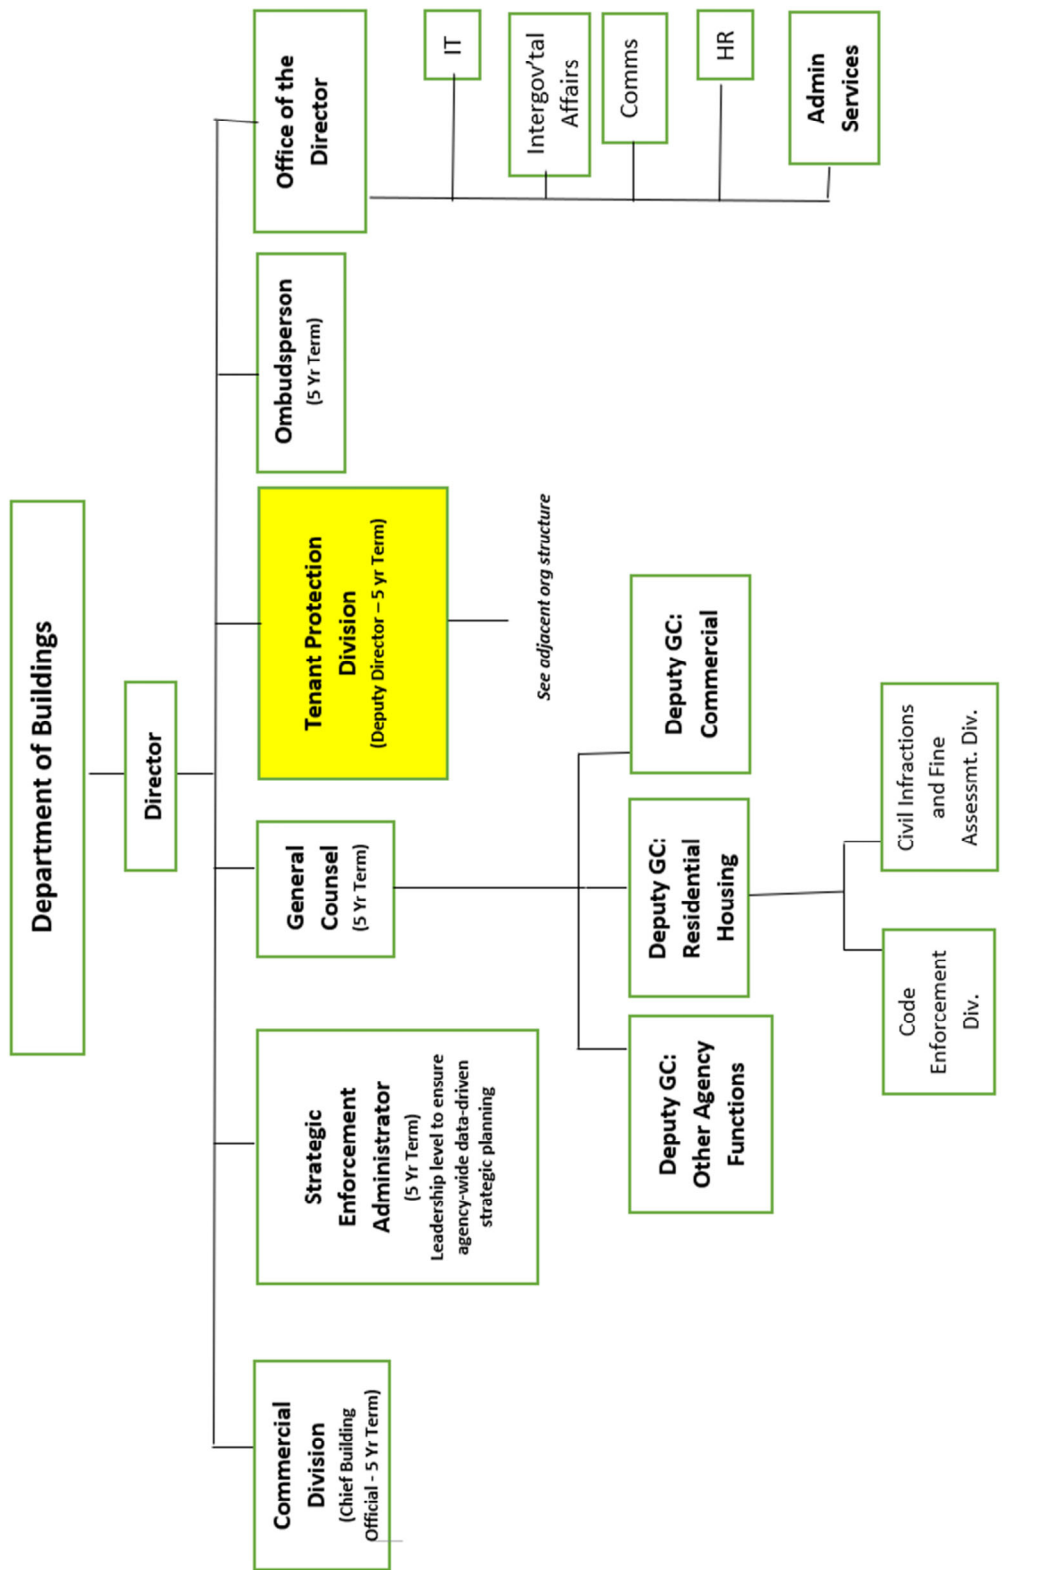 Department of Buildings
Director
Commercial
Division
(Chief Building
Official - 5 Yr Term)
Strategic
Enforcement
Administrator
(5 Yr Term)
Leadership level to ensure
agency-wide data-driven
strategic planning
General
Counsel
(5 Yr Term)
Tenant Protection
Division
(Deputy Director – 5 yr Term)
Ombudsperson
(5 Yr Term)
Office of the
Director
See adjacent org structure
IT
Intergov'tal
Affairs
Comms
HR
Admin
Services
Deputy GC:
Other Agency
Functions
Deputy GC:
Residential
Housing
Deputy GC:
Commercial
Code
Enforcement
Div.
Civil Infractions
and Fine
Assessmt. Div.